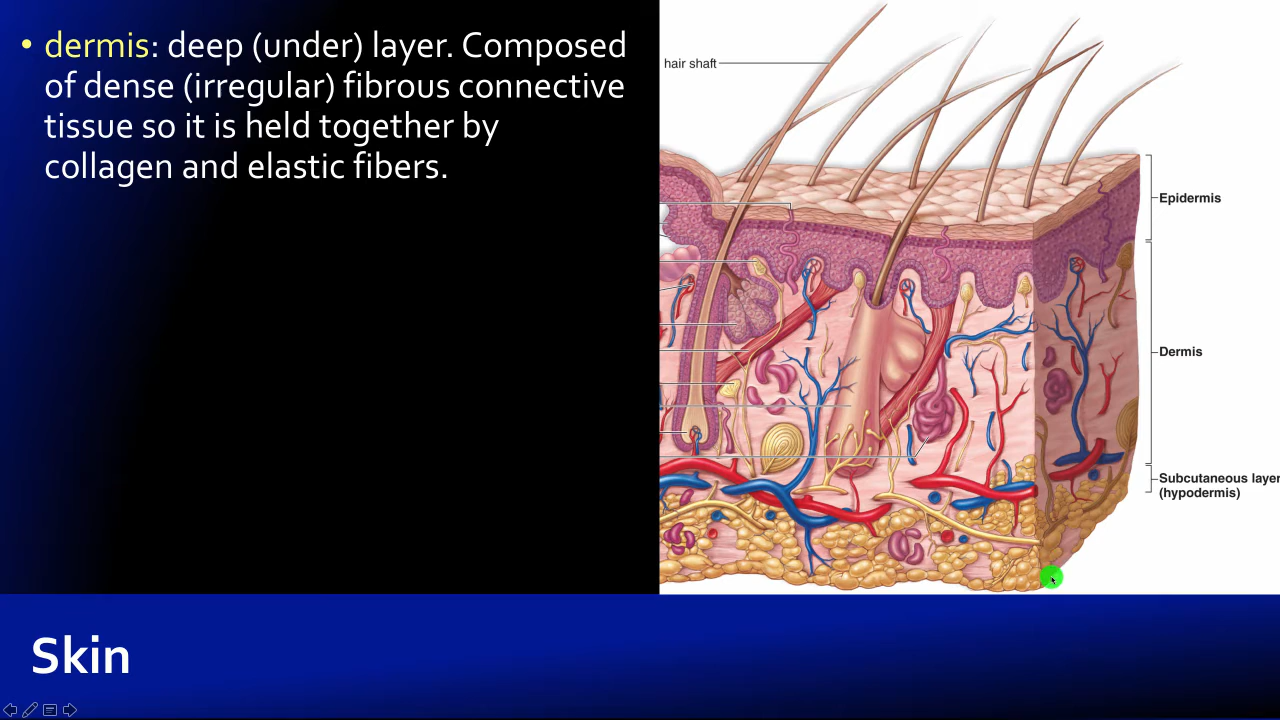 • dermis: deep (under) layer. Composed
of dense (irregular) fibrous connective
tissue so it is held together by
collagen and elastic fibers.
hair shaft
Epidermis
Dermis
Subcutaneous layer
(hypodermis)
Skin